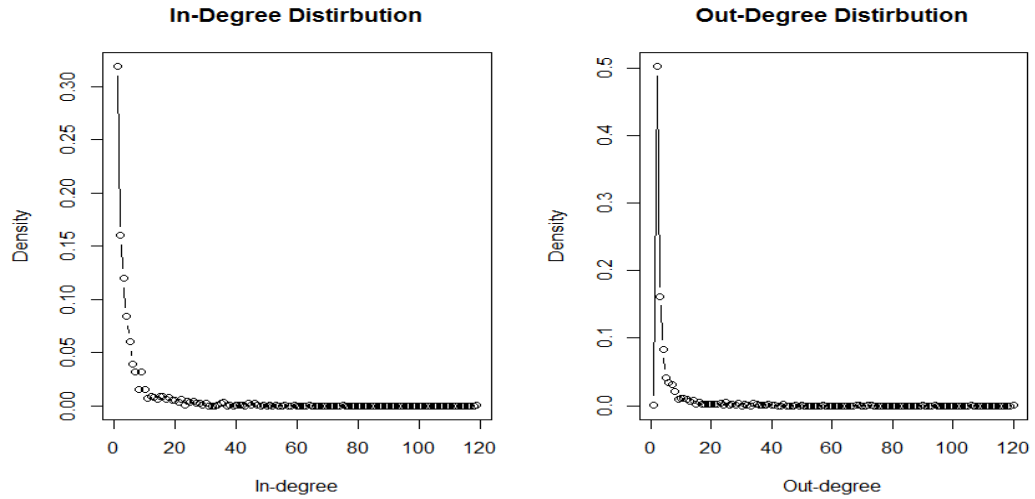 In-Degree Distirbution
Density
0.00
0.05
0.10
0.15
0.20
0.25
0.30
0 20 40 60 80 100 120
In-degree
Out-Degree Distribution
Density
0.0
0.1
0.2
0.3
0.4
0.5
0 20 40 60 80 100 120
Out-degree